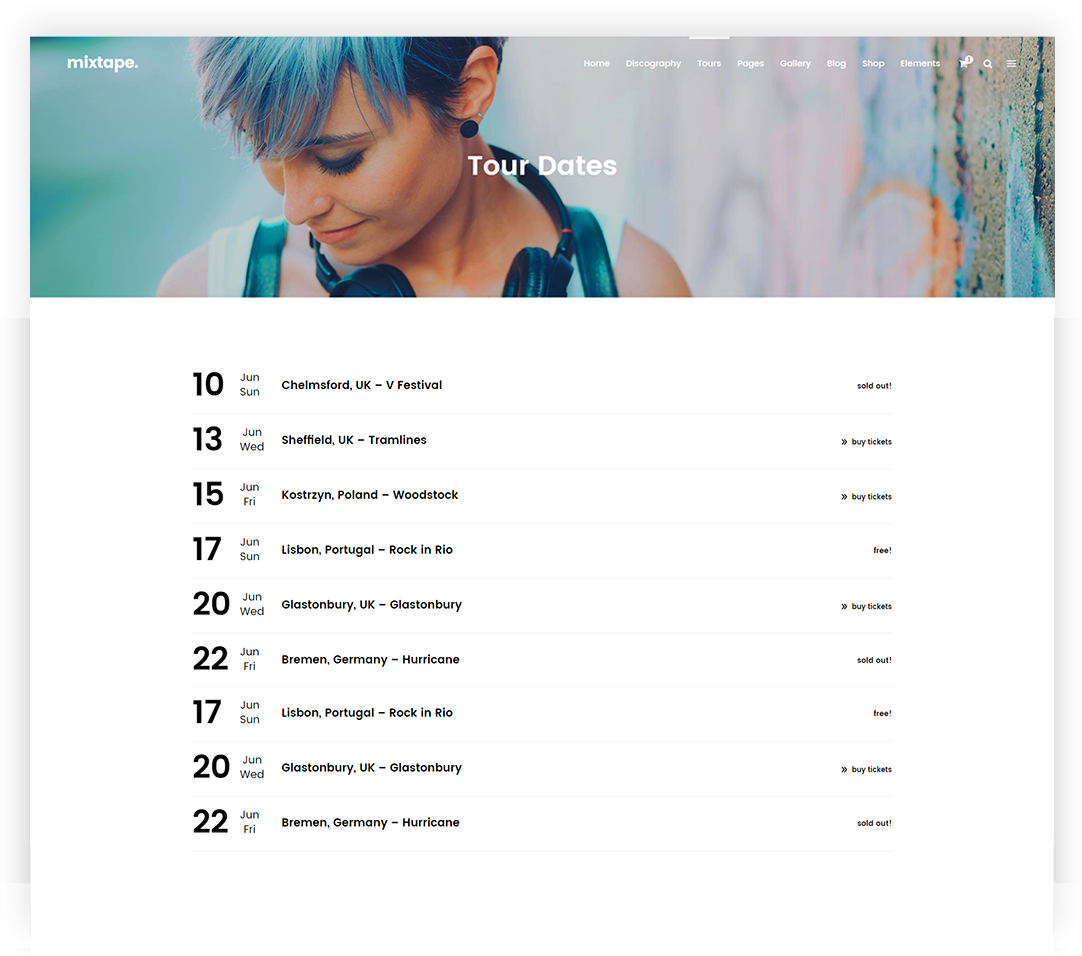 mixtape.
Home Discography Tours Pages Gallery Blog Shop Elements 1
Tour Dates
10 Jun Sun Chelmsford, UK – V Festival sold out!
13 Jun Wed Sheffield, UK – Tramlines » buy tickets
15 Jun Fri Kostrzyn, Poland – Woodstock » buy tickets
17 Jun Sun Lisbon, Portugal – Rock in Rio free!
20 Jun Wed Glastonbury, UK – Glastonbury » buy tickets
22 Jun Fri Bremen, Germany – Hurricane sold out!
17 Jun Sun Lisbon, Portugal – Rock in Rio free!
20 Jun Wed Glastonbury, UK – Glastonbury » buy tickets
22 Jun Fri Bremen, Germany – Hurricane sold out!